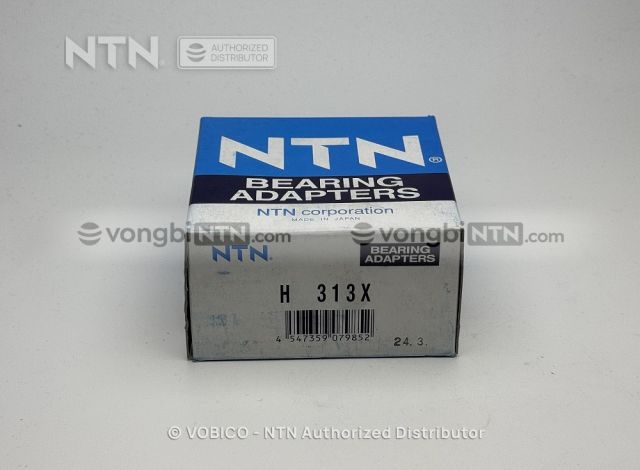 NTN® AUTHORIZED DISTRIBUTOR
NTN®
BEARING
ADAPTERS
NTN corporation
MADE IN JAPAN
vongbiNTN.com vongbiNTN.com
NTN® BEARING ADAPTERS
H 313X
4 547359 079852
24. 3.
© VOBICO - NTN Authorized Distributor